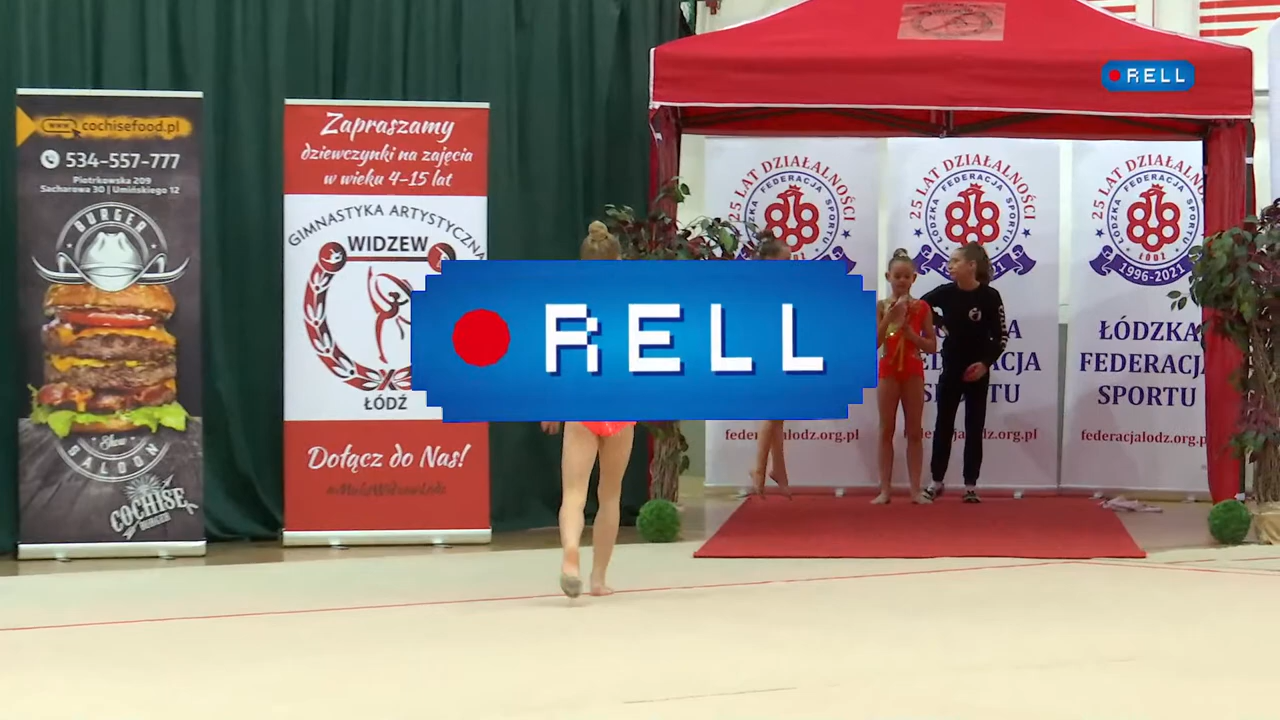 www cochisefood.pl
534-557-777
Piotrkowska 209
Sacharowa 30 | Umińskiego 12
BURGER
Show
SALOON
COCHISE
BURGER
Zapraszamy
dziewczynki na zajęcia
w wieku 4-15 lat
GIMNASTYKA ARTYSTYCZNA
WIDZEW
ŁÓDŹ
Dołącz do Nas!
RELL
RELL
25 LAT DZIAŁALNOŚCI
ŁÓDZKA FEDERACJA SPORTU
federacjalodz.org.pl
25 LAT DZIAŁALNOŚCI
ŁÓDZKA FEDERACJA SPORTU
25 LAT DZIAŁALNOŚCI
ŁÓDZKA FEDERACJA SPORTU
ŁÓDŹ
1996-2021
ŁÓDZKA
FEDERACJA
SPORTU
federacjalodz.org.pl